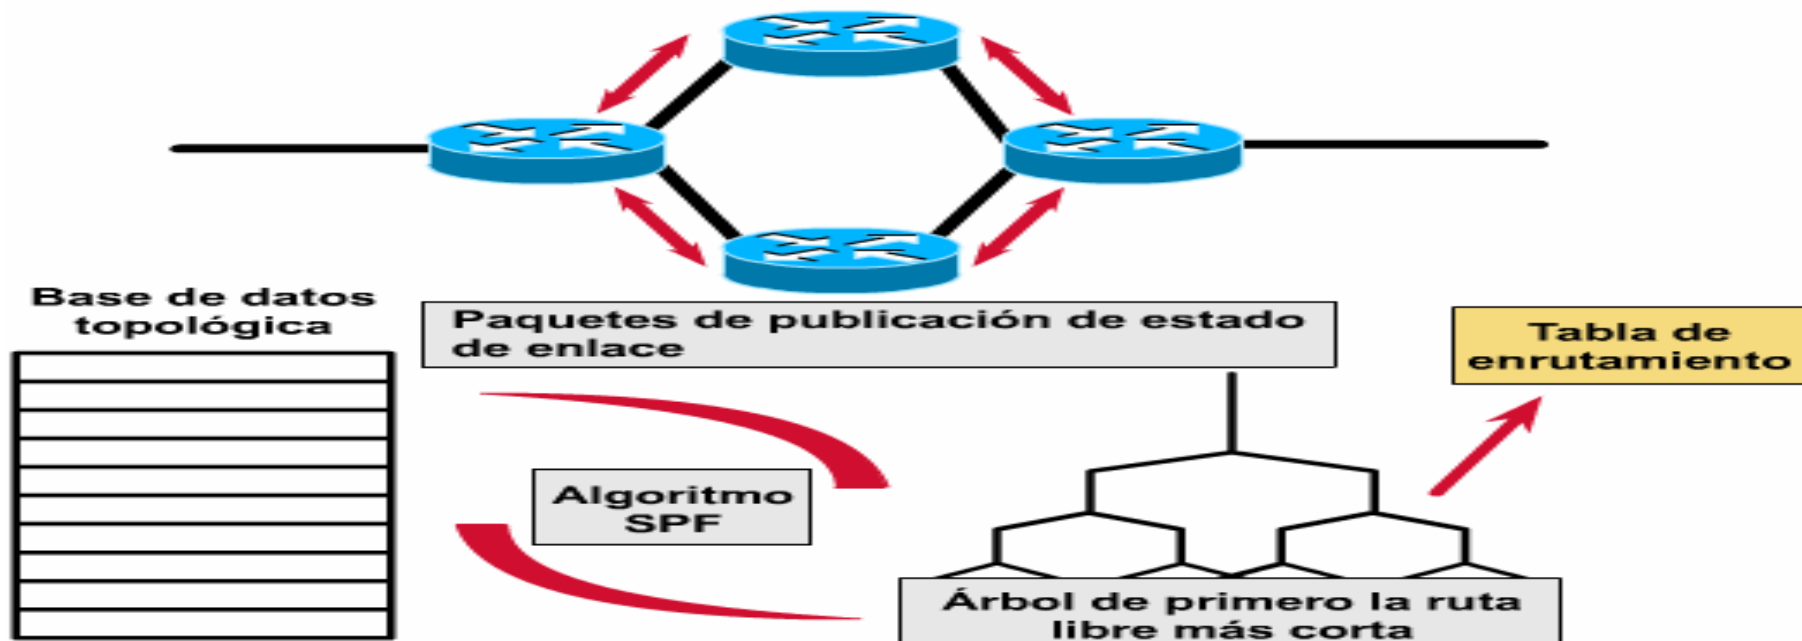 Base de datos
topológica
Paquetes de publicación de estado
de enlace
Tabla de
enrutamiento
Algoritmo
SPF
Árbol de primero la ruta
libre más corta